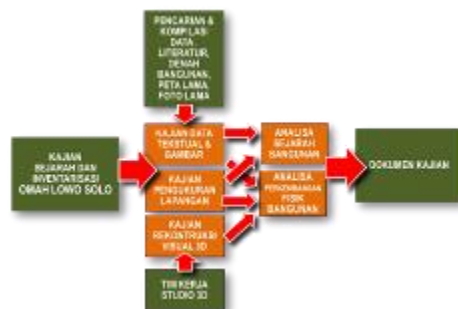 PENCARIAN &
KOMPILASI
DATA
LITERATUR,
DENAH
BANGUNAN,
PETA LAMA,
FOTO LAMA
KAJIAN DATA
TEKSTUAL &
GAMBAR
ANALISA
SEJARAH
BANGUNAN
KAJIAN
SEJARAH DAN
INVENTARISASI
OMAH LOWO SOLO
DOKUMEN KAJIAN
KAJIAN
PENGUKURAN
LAPANGAN
ANALISA
PERKEMBANGAN
FISIK
BANGUNAN
KAJIAN
REKONTRUKSI
VISUAL 3D
TIM KERJA
STUDIO 3D